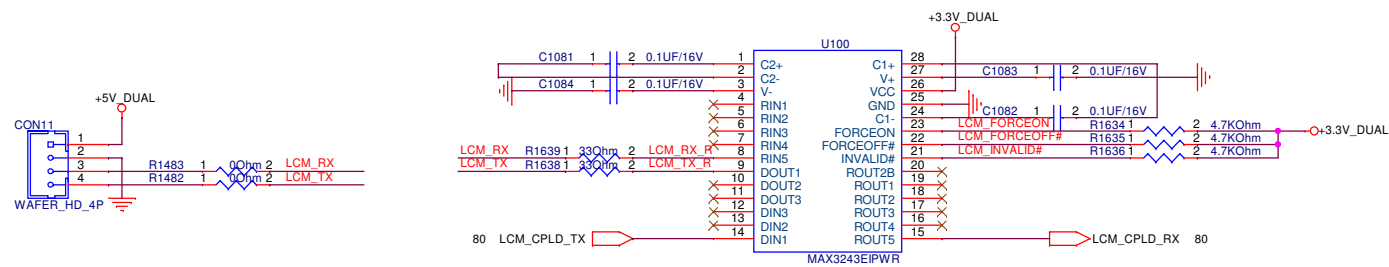 +5V_DUAL
CON11
1
2
3
4
R1483 1 0Ohm 2 LCM_RX
R1482 1 0Ohm 2 LCM_TX
WAFER_HD_4P
U100
+3.3V_DUAL
C1081 1 2 0.1UF/16V
C1084 1 2 0.1UF/16V
LCM_RX R1639 1 33Ohm 2 LCM_RX_R
LCM_TX R1638 1 33Ohm 2 LCM_TX_R
80 LCM_CPLD_TX
1 C2+ C1+ 28
2 C2- V+ 27
3 V- VCC 26
4 RIN1 GND 25
5 RIN2 C1- 24
6 RIN3 FORCEON 23
7 RIN4 FORCEOFF# 22
8 RIN5 INVALID# 21
9 DOUT1 ROUT2B 20
10 DOUT2 ROUT1 19
11 DOUT3 ROUT2 18
12 DIN3 ROUT3 17
13 DIN2 ROUT4 16
14 DIN1 ROUT5 15
MAX3243EIPWR
C1083 1 2 0.1UF/16V
C1082 1 2 0.1UF/16V
LCM_FORCEON R1634 1 2 4.7KOhm
LCM_FORCEOFF# R1635 1 2 4.7KOhm
LCM_INVALID# R1636 1 2 4.7KOhm
+3.3V_DUAL
LCM_CPLD_RX 80